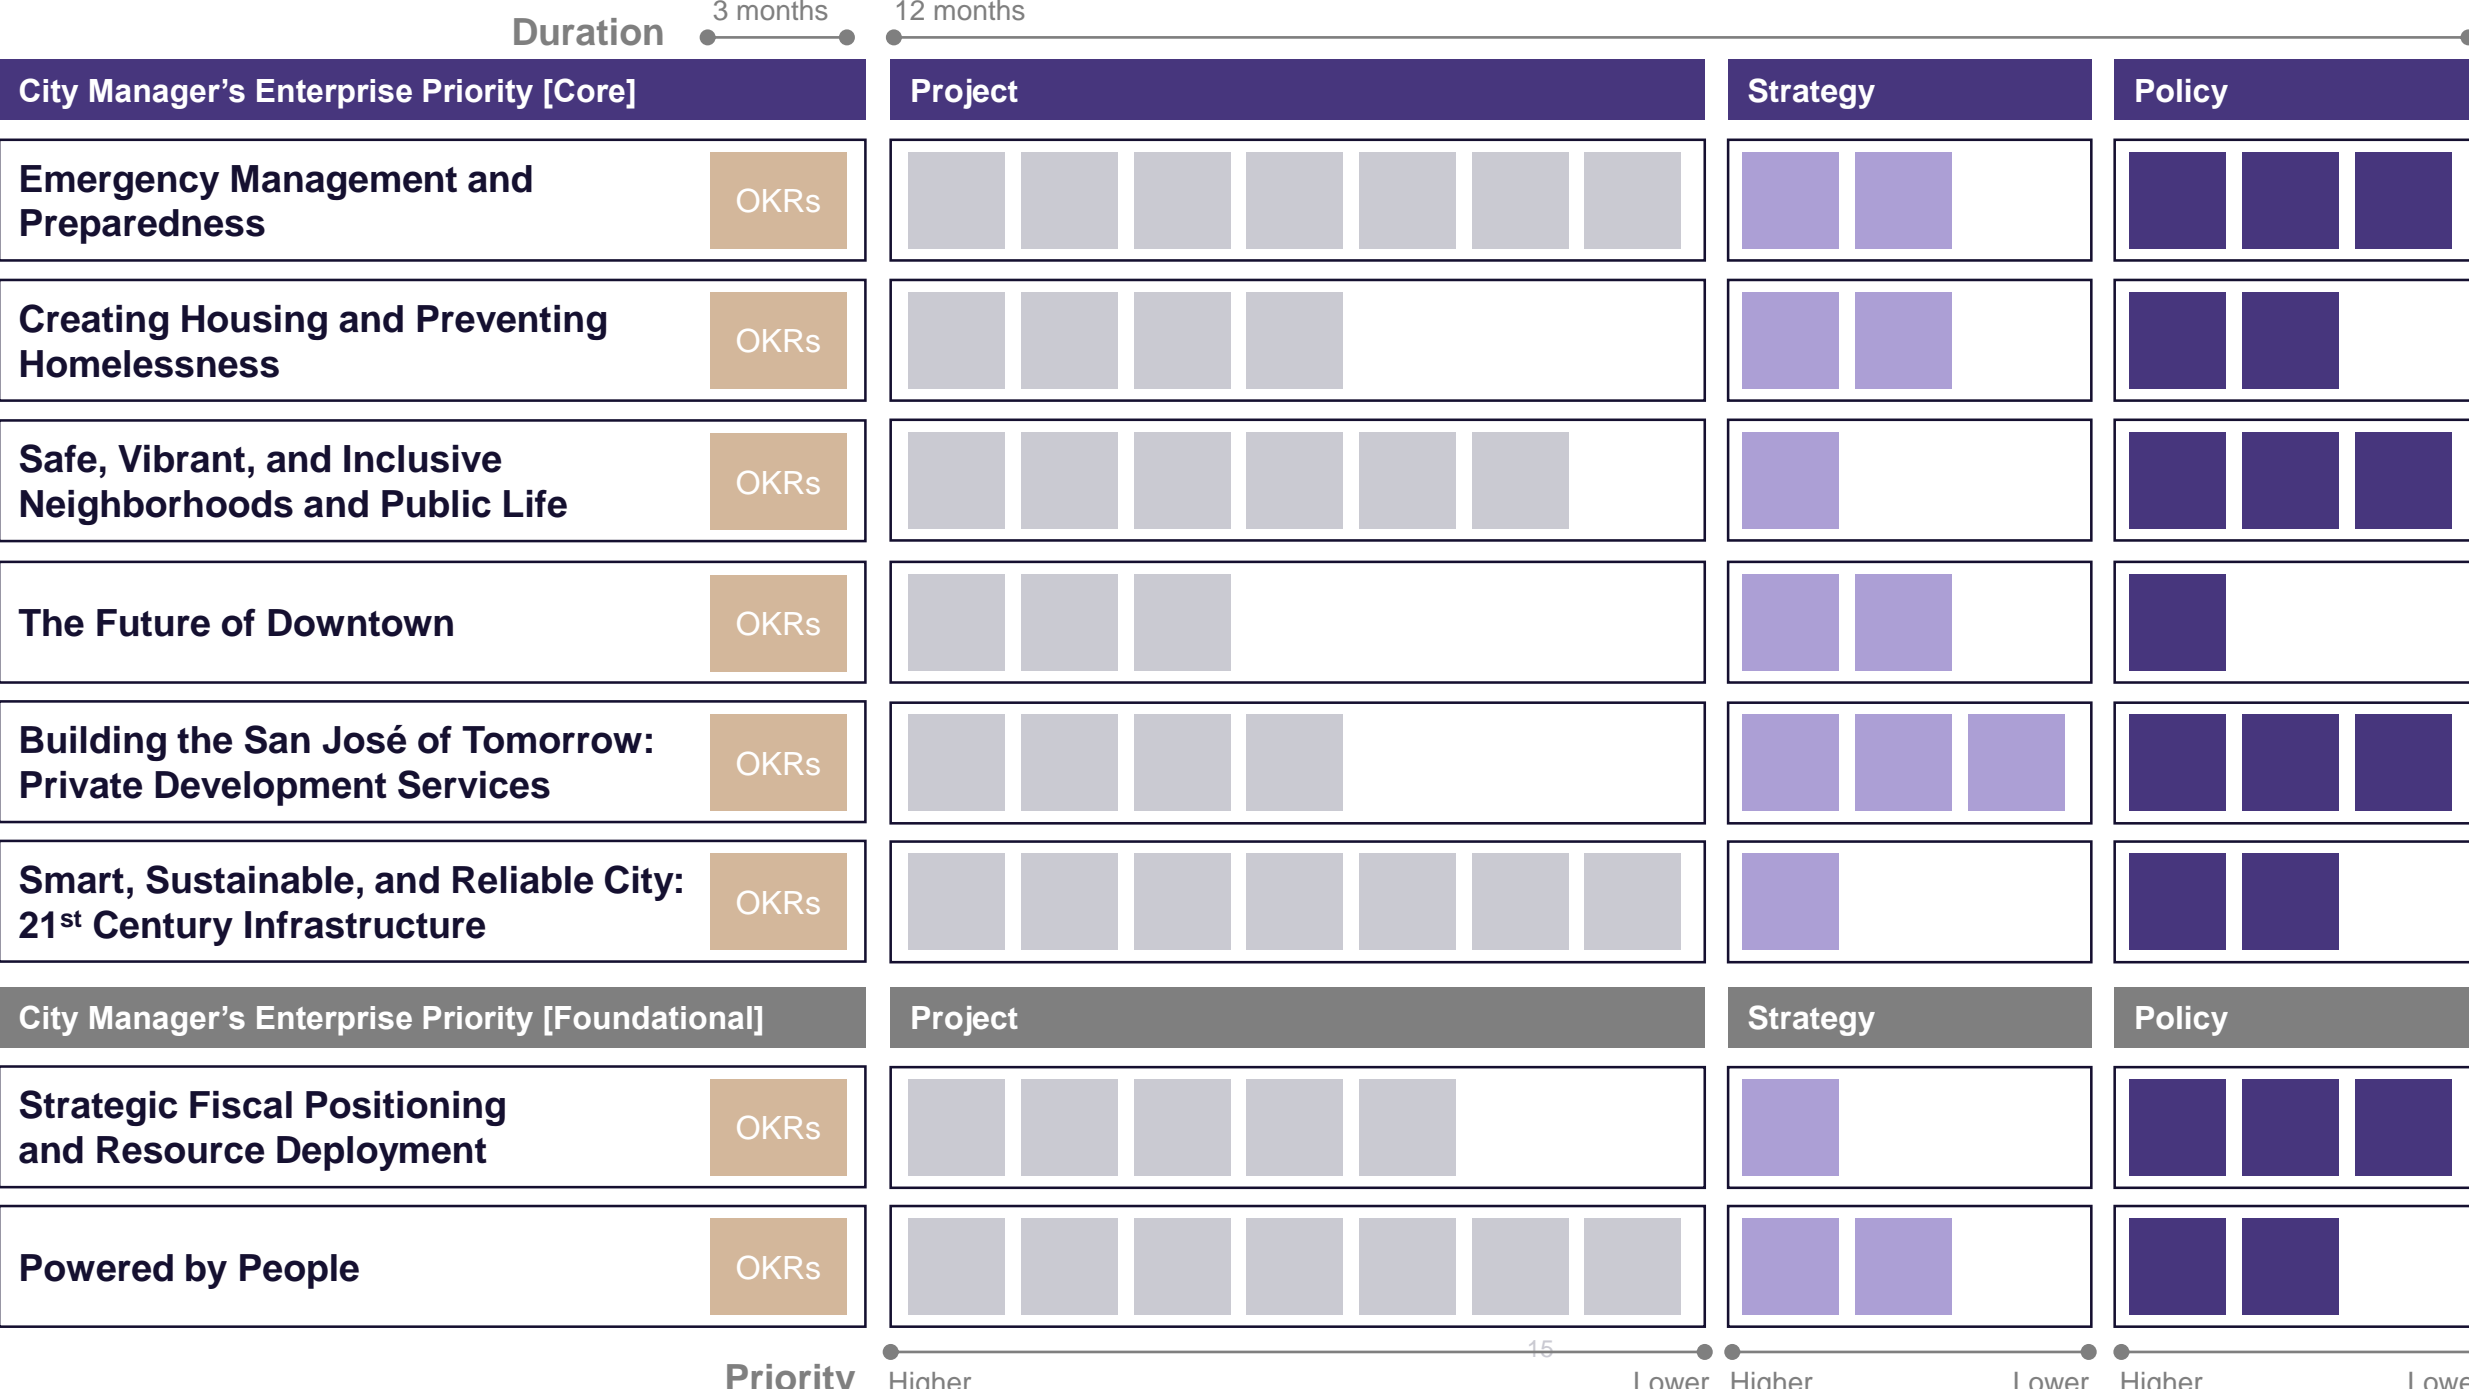 3 months 12 months
Duration
City Manager’s Enterprise Priority [Core] Project Strategy Policy
Emergency Management and
Preparedness
OKRs
Creating Housing and Preventing
Homelessness
OKRs
Safe, Vibrant, and Inclusive
Neighborhoods and Public Life
OKRs
The Future of Downtown
OKRs
Building the San José of Tomorrow:
Private Development Services
OKRs
Smart, Sustainable, and Reliable City:
21st Century Infrastructure
OKRs
City Manager’s Enterprise Priority [Foundational] Project Strategy Policy
Strategic Fiscal Positioning
and Resource Deployment
OKRs
Powered by People
OKRs
15
Priority
Higher Lower Higher Lower Higher Lowe